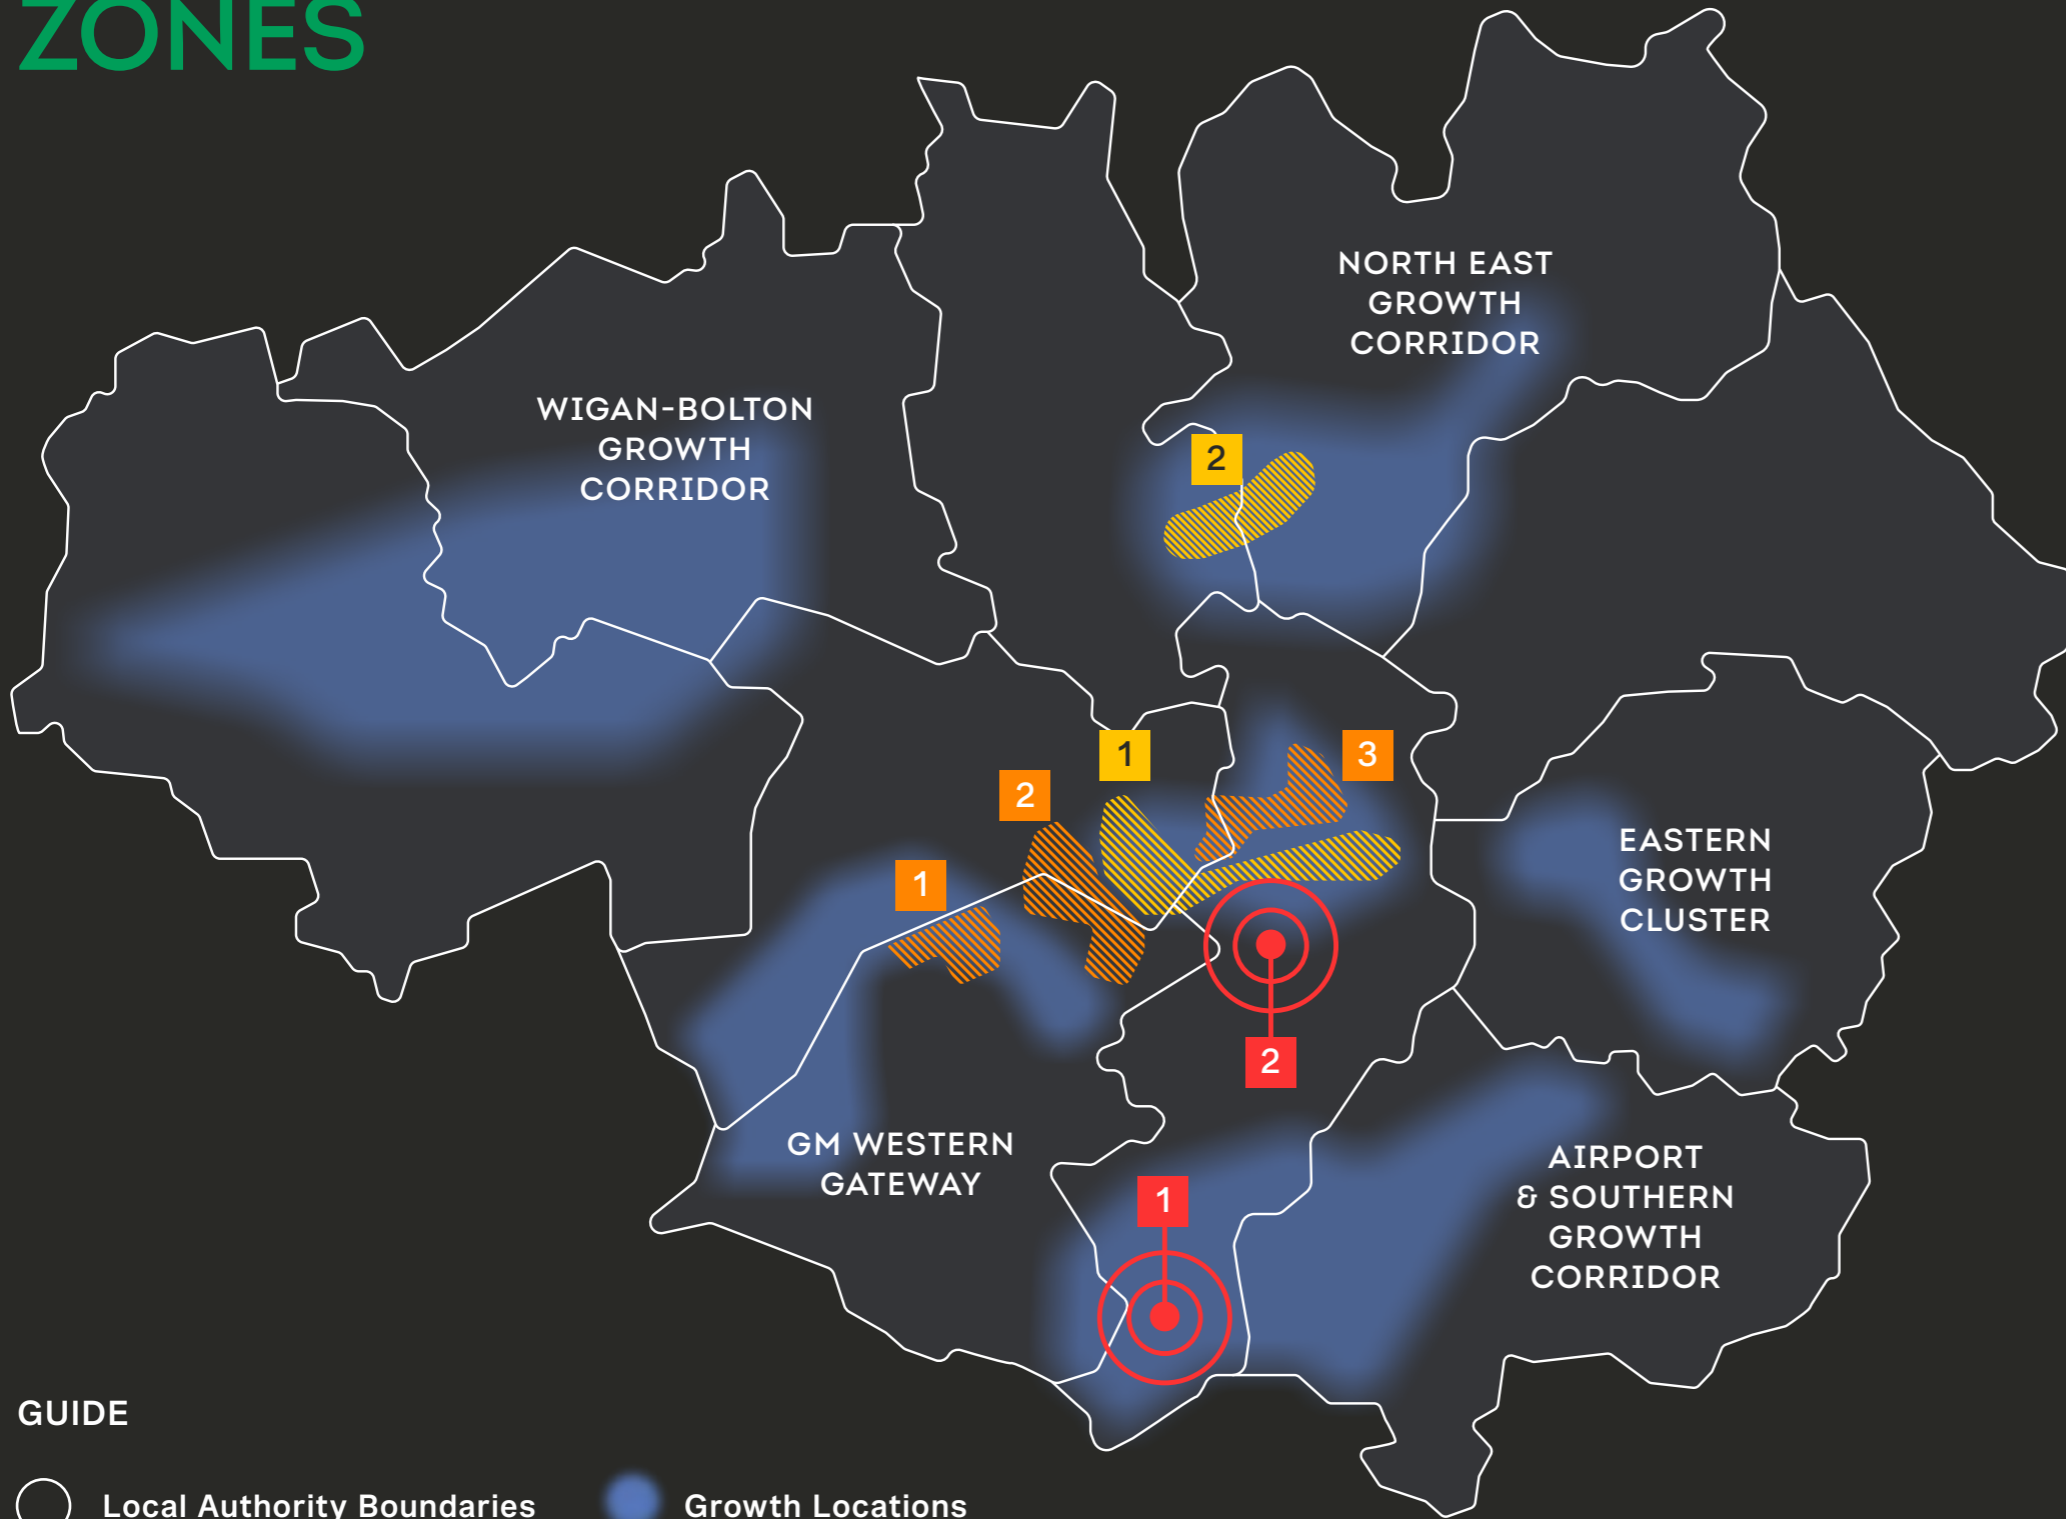 ZONES
NORTH EAST
GROWTH
CORRIDOR
WIGAN-BOLTON
GROWTH
CORRIDOR
2
1
3
2
1
EASTERN
GROWTH
CLUSTER
2
GM WESTERN
GATEWAY
AIRPORT
& SOUTHERN
GROWTH
CORRIDOR
1
GUIDE
Local Authority Boundaries
Growth Locations